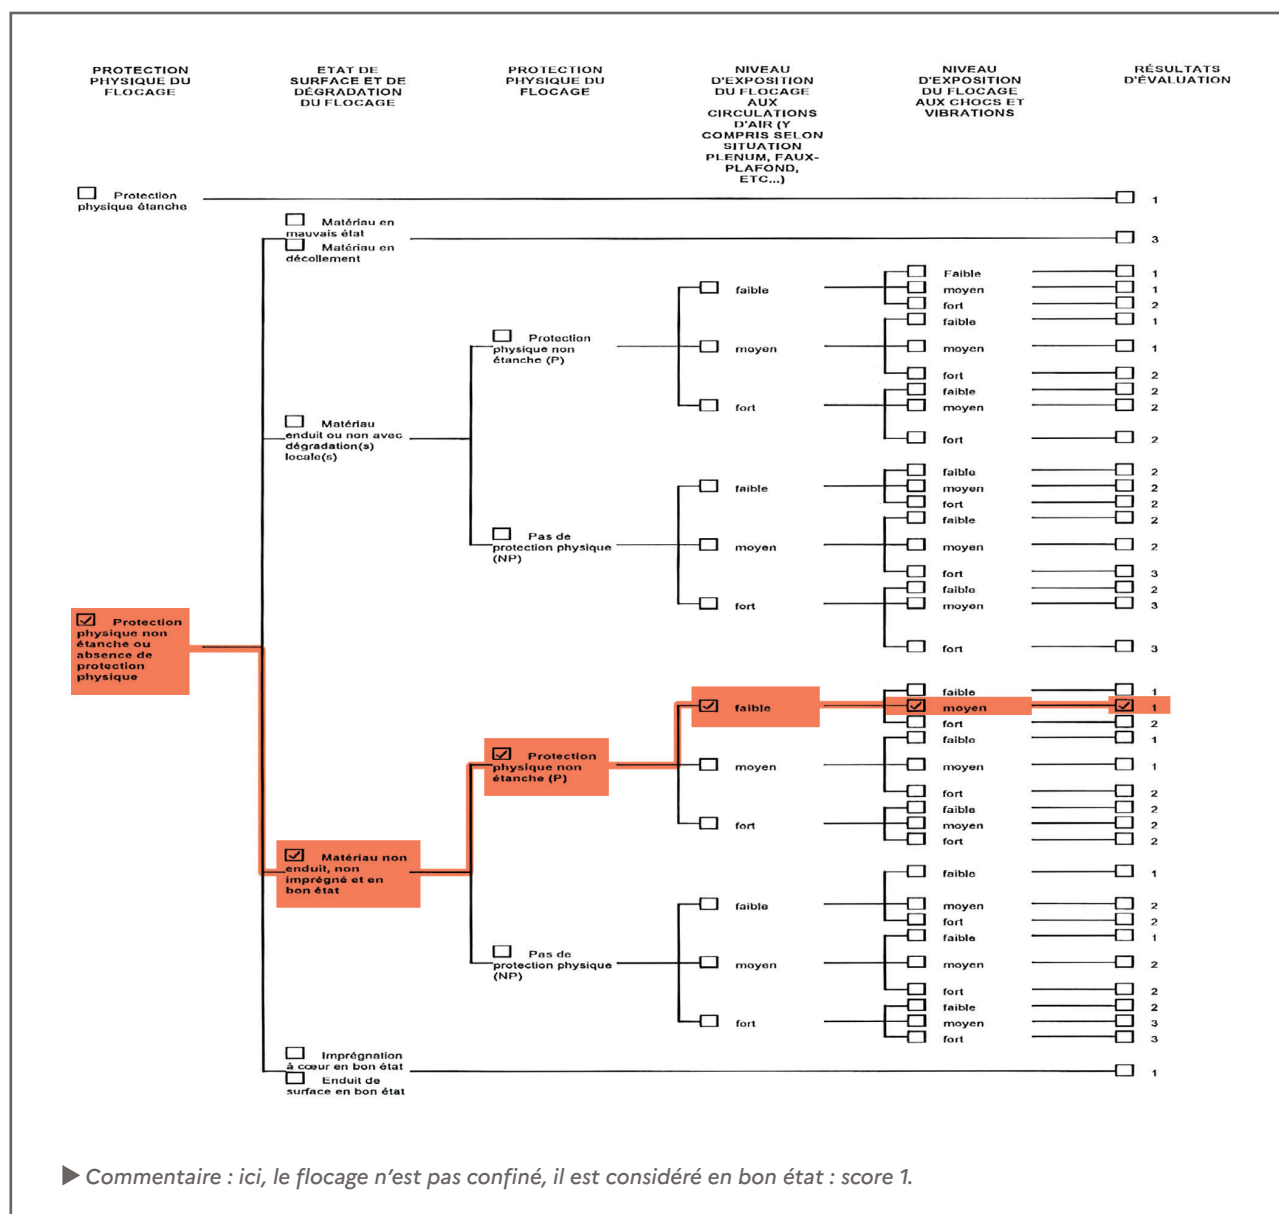 PROTECTION
PHYSIQUE DU
FLOCAGE
ETAT DE
SURFACE ET DE
DÉGRADATION
DU FLOCAGE
PROTECTION
PHYSIQUE DU
FLOCAGE
NIVEAU
D'EXPOSITION
DU FLOCAGE
AUX
CIRCULATIONS
D'AIR (Y
COMPRIS SELON
SITUATION
PLENUM, FAUX-
PLAFOND,
ETC...)
NIVEAU
D'EXPOSITION
DU FLOCAGE
AUX CHOCS ET
VIBRATIONS
RÉSULTATS
D'ÉVALUATION
Protection
physique étanche
1
Matériau en
mauvais état
Matériau en
décollement
3
Matériau
enduit ou non avec
dégradation(s)
locale(s)
Protection
physique non
étanche (P)
faible
Faible 1
moyen 1
fort 2
moyen
faible 1
moyen 1
fort 2
fort
faible 2
moyen 2
fort 2
Pas de
protection physique
(NP)
faible
faible 2
moyen 2
fort 2
moyen
faible 2
moyen 2
fort 3
fort
faible 2
moyen 3
fort 3
Protection
physique non
étanche ou
absence de
protection
physique
Matériau non
enduit, non
imprégné et en
bon état
Protection
physique non
étanche (P)
faible
faible 1
moyen 1
fort 2
moyen
faible 1
moyen 1
fort 2
fort
faible 2
moyen 2
fort 2
Pas de
protection physique
(NP)
faible
faible 1
moyen 2
fort 2
moyen
faible 1
moyen 2
fort 2
fort
faible 2
moyen 3
fort 3
Imprégnation
à cœur en bon état
Enduit de
surface en bon état
1
▶ Commentaire : ici, le flocage n'est pas confiné, il est considéré en bon état : score 1.